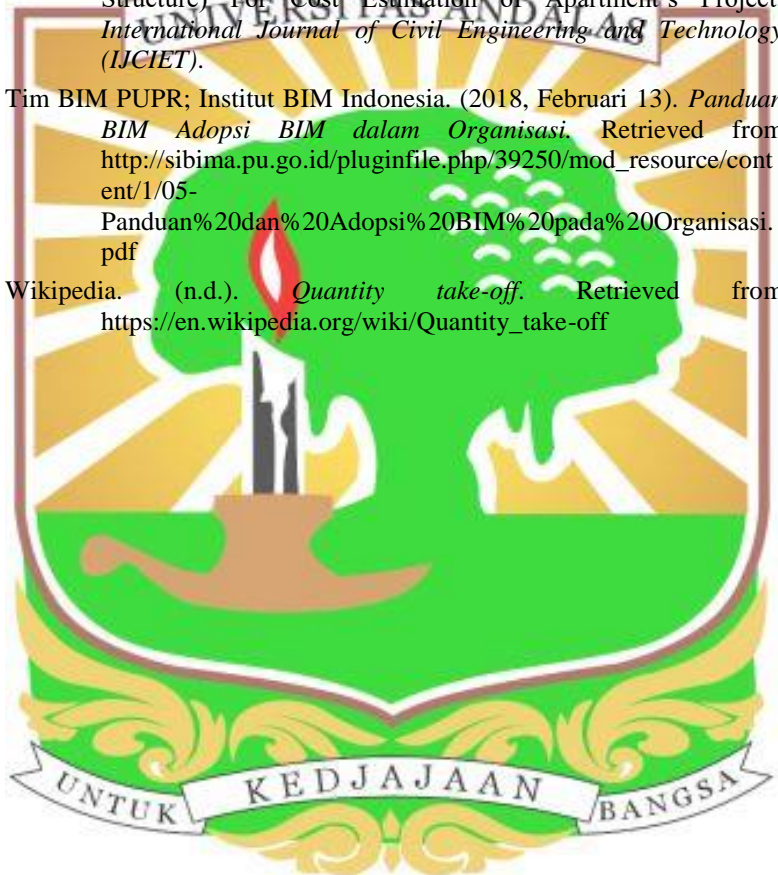 Structure) For Cost Estimation of Apartment's Project.
UNIVERSITAS ANDALAS
International Journal of Civil Engineering and Technology
(IJCIET).
Tim BIM PUPR; Institut BIM Indonesia. (2018, Februari 13). Panduan
BIM Adopsi BIM dalam Organisasi. Retrieved from
http://sibima.pu.go.id/pluginfile.php/39250/mod_resource/cont
ent/1/05-
Panduan%20dan%20Adopsi%20BIM%20pada%20Organisasi.
pdf
Wikipedia. (n.d.). Quantity take-off. Retrieved from
https://en.wikipedia.org/wiki/Quantity_take-off
UNTUK KEDJAJAAN BANGSA